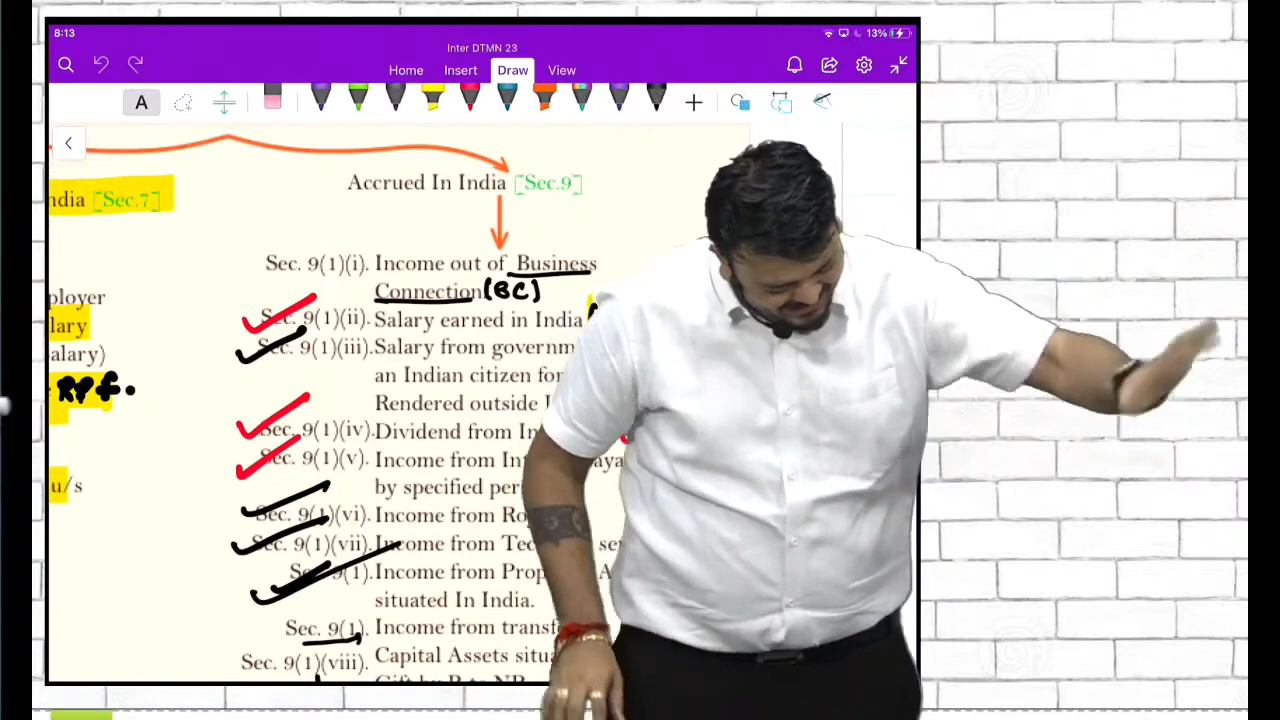 8:13
13%
Inter DTMN 23
Home Insert Draw View
A
Accrued In India [Sec.9]
ndia [Sec.7]
Sec. 9(1)(i). Income out of Business
Connection (BC)
ployer
Sec. 9(1)(ii). Salary earned in India
lary
Sec. 9(1)(iii). Salary from governm
alary)
an Indian citizen for
Rendered outside
Sec. 9(1)(iv). Dividend from In
Sec. 9(1)(v). Income from In
by specified per
u/s
Sec. 9(1)(vi). Income from Ro
Sec. 9(1)(vii). Income from Tec se
Sec. 9(1). Income from Prop A
situated In India.
Sec. 9(1). Income from transf
Sec. 9(1)(viii). Capital Assets situa